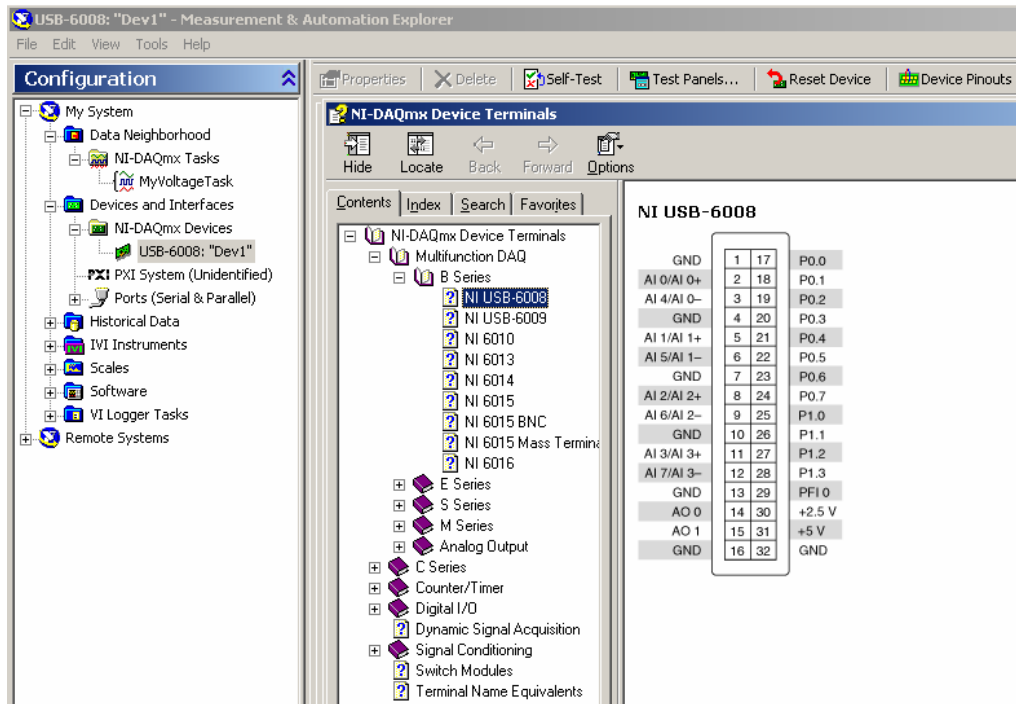 USB-6008: "Dev1" - Measurement & Automation Explorer
File Edit View Tools Help
Configuration
My System
Data Neighborhood
NI-DAQmx Tasks
MyVoltageTask
Devices and Interfaces
NI-DAQmx Devices
USB-6008: "Dev1"
PXI PXI System (Unidentified)
Ports (Serial & Parallel)
Historical Data
IVI Instruments
Scales
Software
VI Logger Tasks
Remote Systems
Properties Delete Self-Test Test Panels... Reset Device Device Pinouts
NI-DAQmx Device Terminals
Hide Locate Back Forward Options
Contents Index Search Favorites
NI-DAQmx Device Terminals
Multifunction DAQ
B Series
NI USB-6008
NI USB-6009
NI 6010
NI 6013
NI 6014
NI 6015
NI 6015 BNC
NI 6015 Mass Termina
NI 6016
E Series
S Series
M Series
Analog Output
C Series
Counter/Timer
Digital I/O
Dynamic Signal Acquisition
Signal Conditioning
Switch Modules
Terminal Name Equivalents
NI USB-6008
GND 1 17 P0.0
AI 0/AI 0+ 2 18 P0.1
AI 4/AI 0– 3 19 P0.2
GND 4 20 P0.3
AI 1/AI 1+ 5 21 P0.4
AI 5/AI 1– 6 22 P0.5
GND 7 23 P0.6
AI 2/AI 2+ 8 24 P0.7
AI 6/AI 2– 9 25 P1.0
GND 10 26 P1.1
AI 3/AI 3+ 11 27 P1.2
AI 7/AI 3– 12 28 P1.3
GND 13 29 PFI 0
AO 0 14 30 +2.5 V
AO 1 15 31 +5 V
GND 16 32 GND